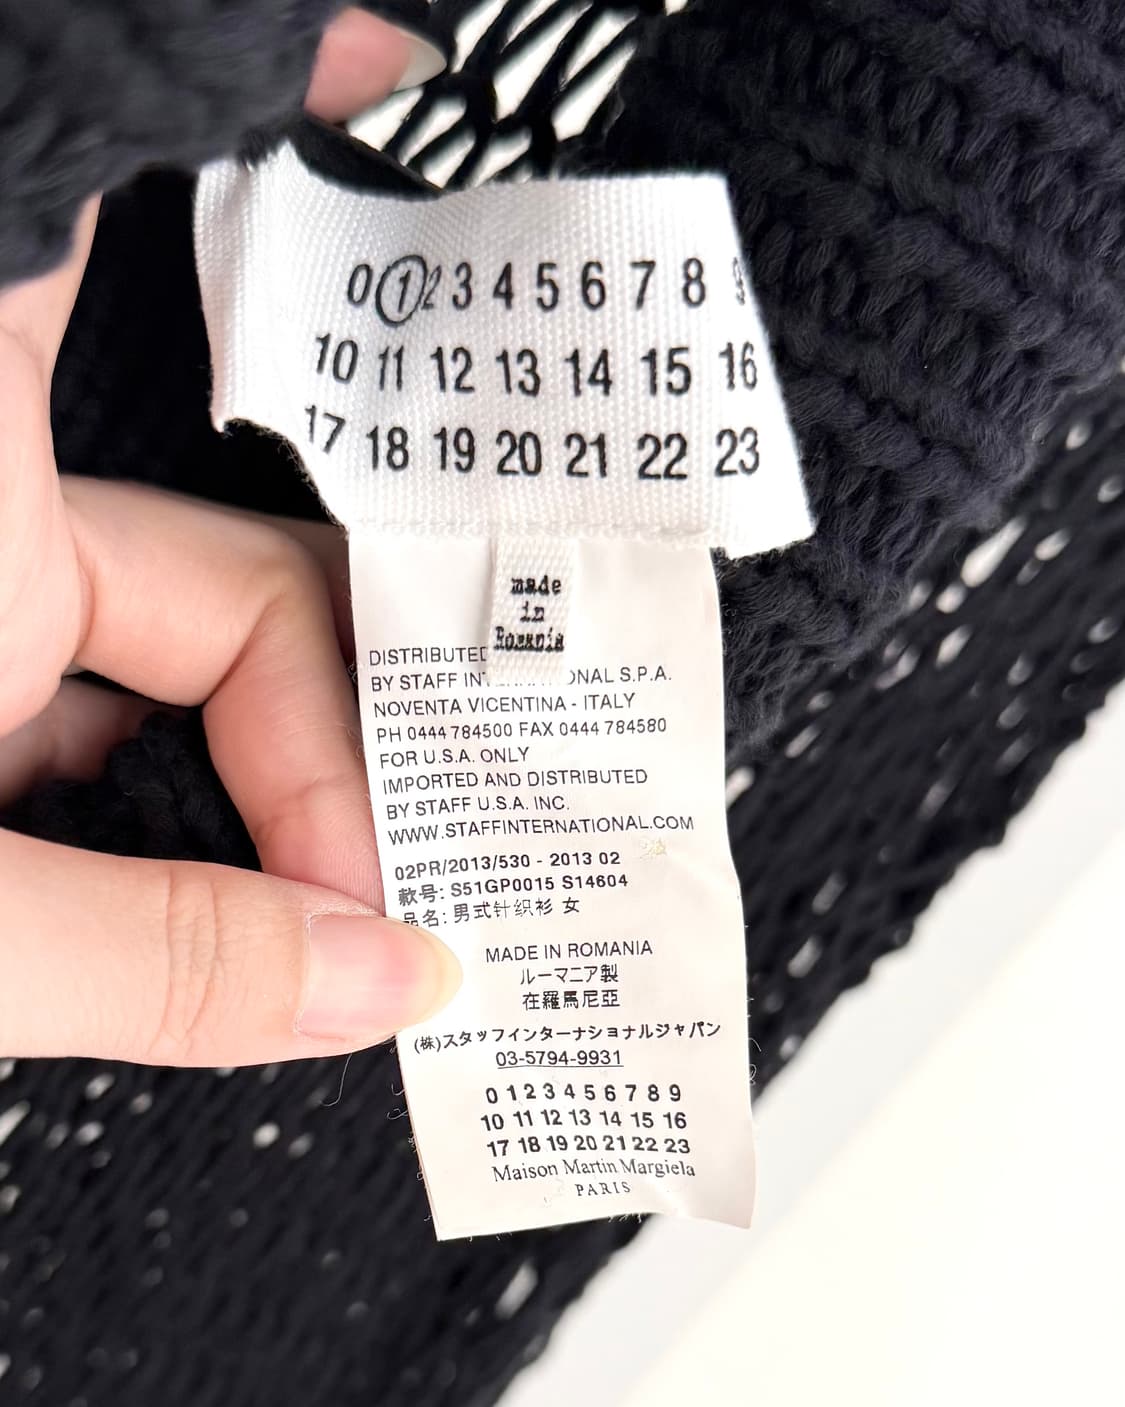 0 1 2 3 4 5 6 7 8 9
10 11 12 13 14 15 16
17 18 19 20 21 22 23
made
in
Romania
DISTRIBUTED
BY STAFF S.P.A.
NOVENTA VICENTINA - ITALY
PH 0444 784500 FAX 0444 784580
FOR U.S.A. ONLY
IMPORTED AND DISTRIBUTED
BY STAFF U.S.A. INC.
WWW.STAFFINTERNATIONAL.COM
02PR/2013/530 - 2013 02
款号: S51GP0015 S14604
品名: 男式针织衫 女
MADE IN ROMANIA
ルーマニア製
在羅馬尼亞
(株)スタッフインターナショナルジャパン
03-5794-9931
0 1 2 3 4 5 6 7 8 9
10 11 12 13 14 15 16
17 18 19 20 21 22 23
Maison Martin Margiela
PARIS